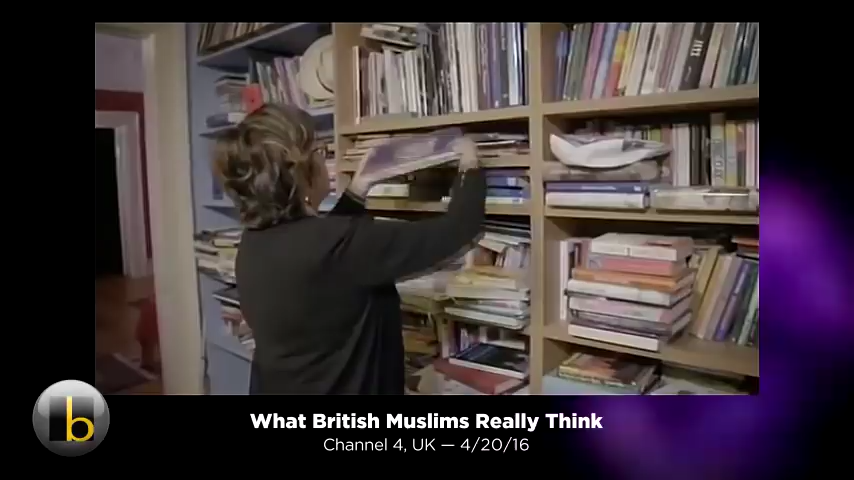 b
What British Muslims Really Think
Channel 4, UK — 4/20/16